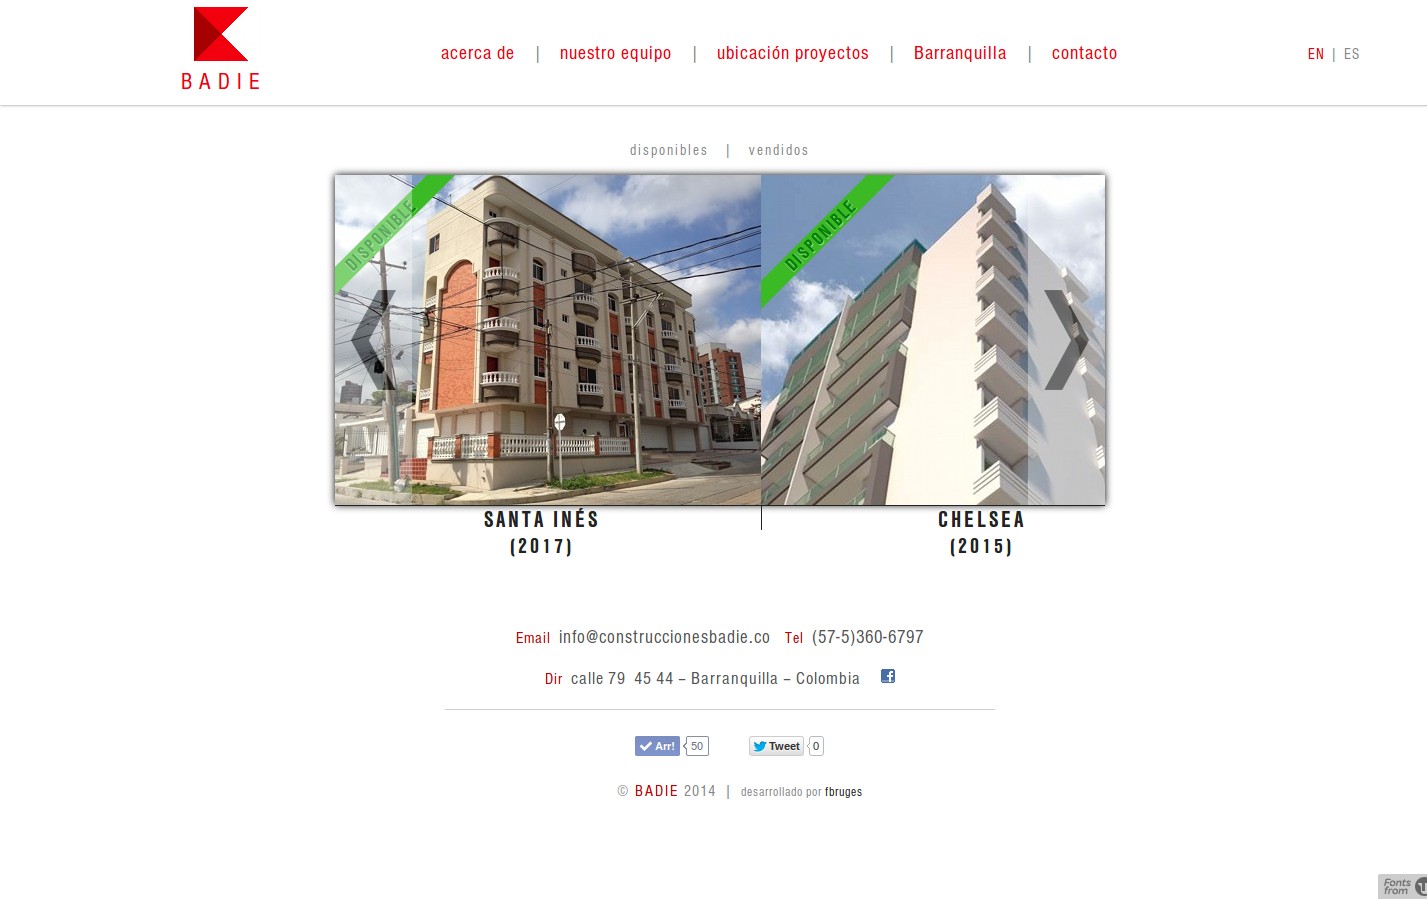 BADIE
acerca de | nuestro equipo | ubicación proyectos | Barranquilla | contacto
EN | ES
disponibles | vendidos
DISPONIBLE
DISPONIBLE
SANTA INÉS
(2017)
CHELSEA
(2015)
Email info@construccionesbadie.co Tel (57-5)360-6797
Dir calle 79 45 44 – Barranquilla – Colombia
Arr! 50
Tweet 0
© BADIE 2014 | desarrollado por fbruges
Fonts
from